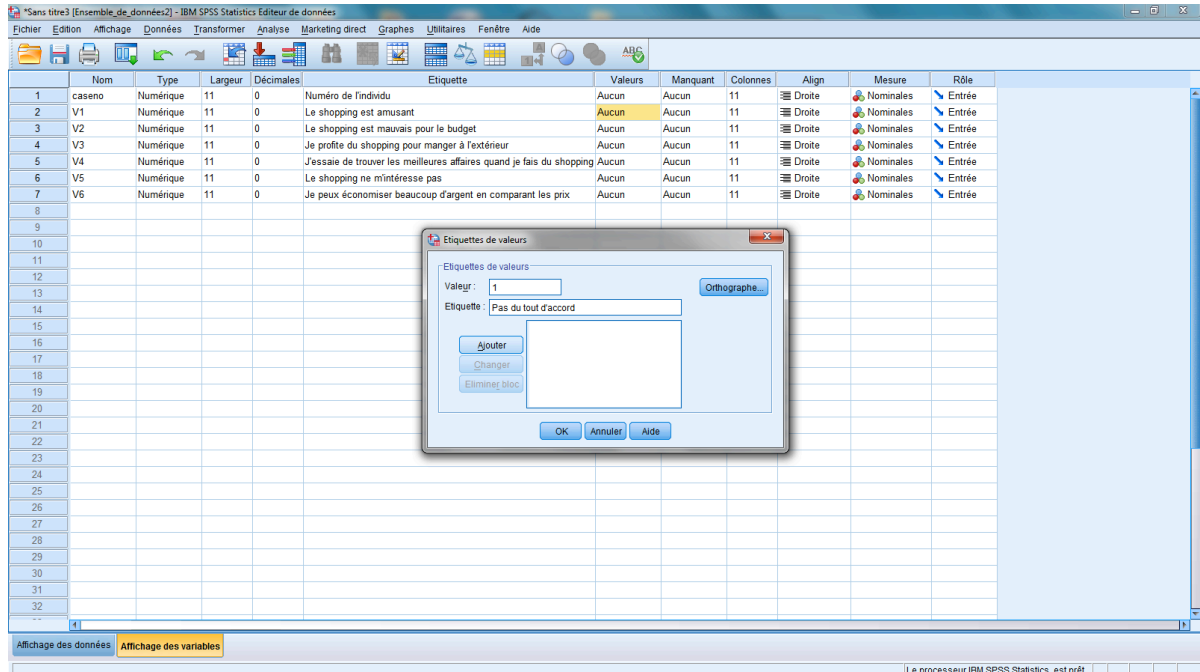 *Sans titre3 [Ensemble_de_données2] - IBM SPSS Statistics Editeur de données
Fichier Edition Affichage Données Transformer Analyse Marketing direct Graphes Utilitaires Fenêtre Aide
Nom Type Largeur Décimales Etiquette Valeurs Manquant Colonnes Align Mesure Rôle
1 caseno Numérique 11 0 Numéro de l'individu Aucun Aucun 11 Droite Nominales Entrée
2 V1 Numérique 11 0 Le shopping est amusant Aucun Aucun 11 Droite Nominales Entrée
3 V2 Numérique 11 0 Le shopping est mauvais pour le budget Aucun Aucun 11 Droite Nominales Entrée
4 V3 Numérique 11 0 Je profite du shopping pour manger à l'extérieur Aucun Aucun 11 Droite Nominales Entrée
5 V4 Numérique 11 0 J'essaie de trouver les meilleures affaires quand je fais du shopping Aucun Aucun 11 Droite Nominales Entrée
6 V5 Numérique 11 0 Le shopping ne m'intéresse pas Aucun Aucun 11 Droite Nominales Entrée
7 V6 Numérique 11 0 Je peux économiser beaucoup d'argent en comparant les prix Aucun Aucun 11 Droite Nominales Entrée
8
9
10
11
12
13
14
15
16
17
18
19
20
21
22
23
24
25
26
27
28
29
30
31
32
Etiquettes de valeurs
Etiquettes de valeurs
Valeur : 1
Orthographe...
Etiquette : Pas du tout d'accord
Ajouter
Changer
Eliminer bloc
OK Annuler Aide
Affichage des données Affichage des variables
Le processeur IBM SPSS Statistics est prêt